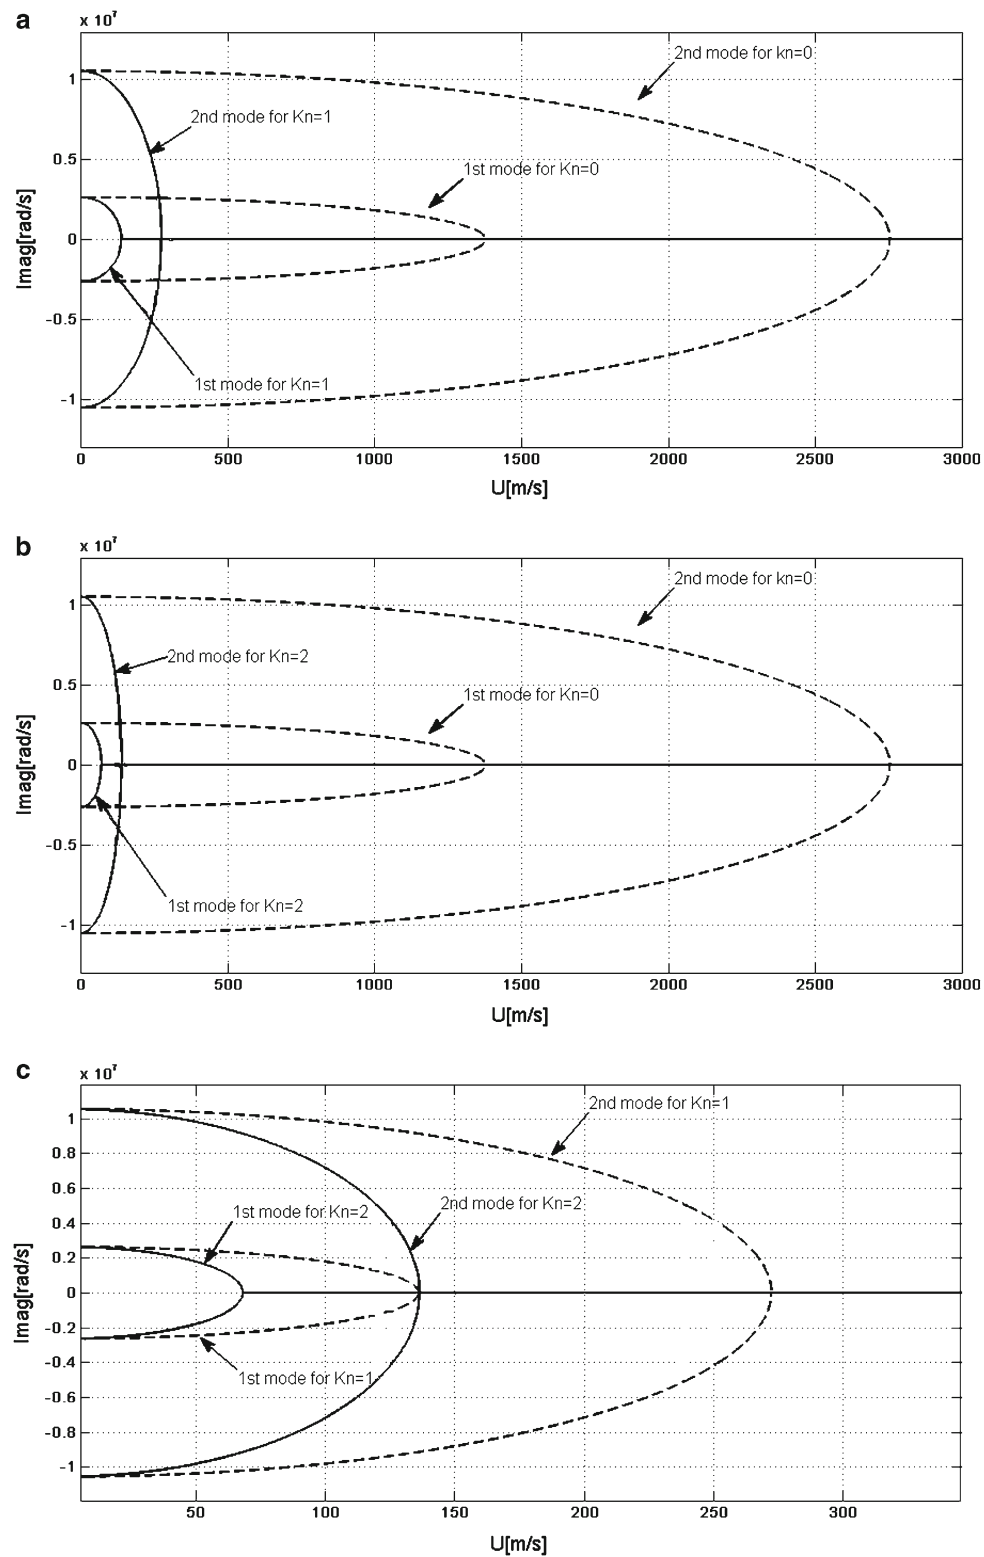 a
x 10⁷
2nd mode for kn=0
1
2nd mode for Kn=1
1st mode for Kn=0
0.5
0
-0.5
1st mode for Kn=1
-1
Imag[rad/s]
0 500 1000 1500 2000 2500 3000
U[m/s]
b
x 10⁷
2nd mode for kn=0
1
2nd mode for Kn=2
1st mode for Kn=0
0.5
0
-0.5
1st mode for Kn=2
-1
Imag[rad/s]
0 500 1000 1500 2000 2500 3000
U[m/s]
c
x 10⁷
2nd mode for Kn=1
1
0.8
0.6
1st mode for Kn=2
2nd mode for Kn=2
0.4
0.2
0
-0.2
-0.4
1st mode for Kn=1
-0.6
-0.8
-1
Imag[rad/s]
50 100 150 200 250 300
U[m/s]